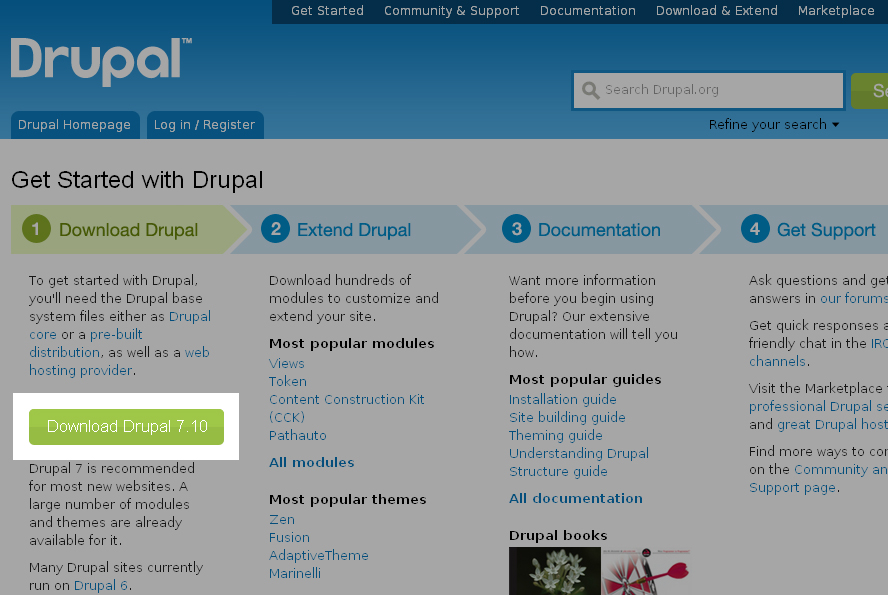 Get Started Community & Support Documentation Download & Extend Marketplace
Drupal™
Search Drupal.org
Drupal Homepage Log in / Register
Refine your search
Get Started with Drupal
1 Download Drupal
To get started with Drupal,
you'll need the Drupal base
system files either as Drupal
core or a pre-built
distribution, as well as a web
hosting provider.
Download Drupal 7.10
Drupal 7 is recommended
for most new websites. A
large number of modules
and themes are already
available for it.
Many Drupal sites currently
run on Drupal 6.
2 Extend Drupal
Download hundreds of
modules to customize and
extend your site.
Most popular modules
Views
Token
Content Construction Kit
(CCK)
Pathauto
All modules
Most popular themes
Zen
Fusion
AdaptiveTheme
Marinelli
3 Documentation
Want more information
before you begin using
Drupal? Our extensive
documentation will tell you
how.
Most popular guides
Installation guide
Site building guide
Theming guide
Understanding Drupal
Structure guide
All documentation
Drupal books
4 Get Support
Ask questions and get
answers in our forums
Get quick responses a
friendly chat in the IRC
channels.
Visit the Marketplace
professional Drupal se
and great Drupal host
Find more ways to con
on the Community an
Support page.